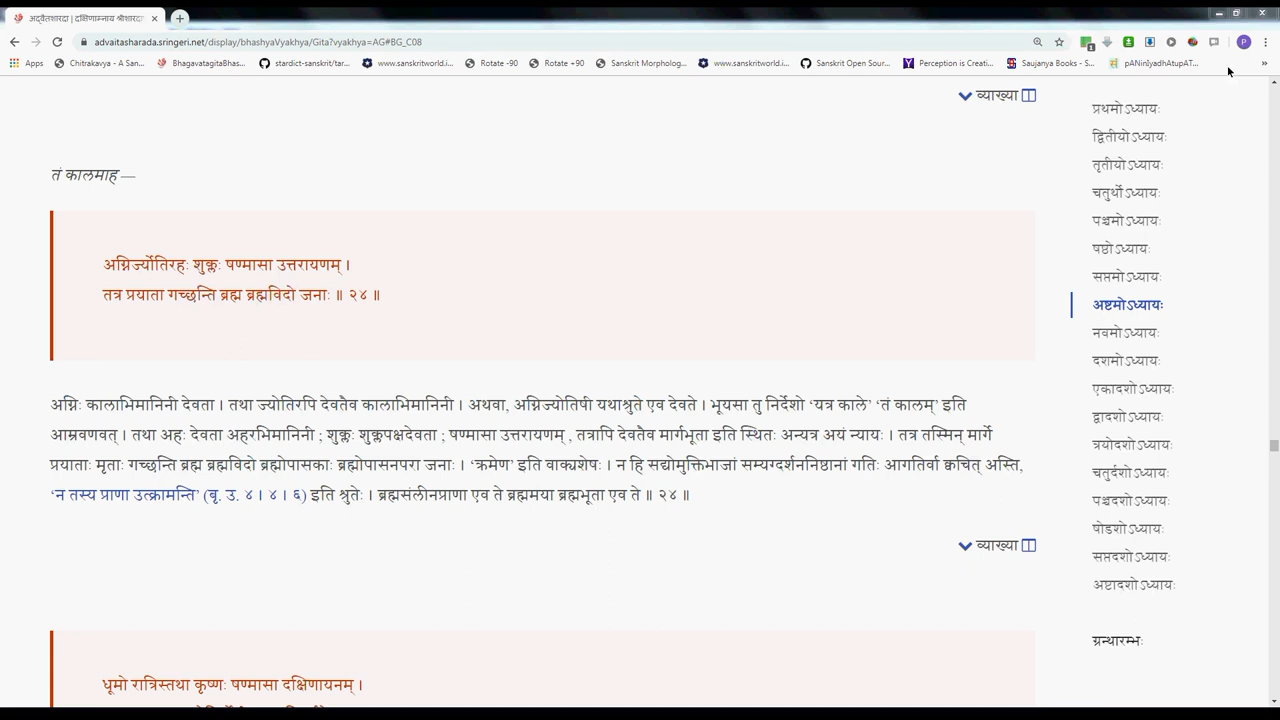 अद्वैतशारदा | दक्षिणाम्नाय श्रीशारदा
advaitasharada.sringeri.net/display/bhashyaVyakhya/Gita?vyakhya=AG#BG_C08
1
P
Apps
Chitrakavya - A San...
BhagavatagitaBhas...
stardict-sanskrit/tar...
www.sanskritworld.i...
Rotate -90
Rotate +90
Sanskrit Morpholog...
www.sanskritworld.i...
Sanskrit Open Sour...
Perception is Creati...
Saujanya Books - S...
pANinIyadhAtupAT...
»
व्याख्या
तं कालमाह —
अग्निर्ज्योतिरहः शुक्लः षण्मासा उत्तरायणम् ।
तत्र प्रयाता गच्छन्ति ब्रह्म ब्रह्मविदो जनाः ॥ २४ ॥
अग्निः कालाभिमानिनी देवता । तथा ज्योतिरपि देवतैव कालाभिमानिनी । अथवा, अग्निज्योतिषी यथाश्रुते एव देवते । भूयसा तु निर्देशो ‘यत्र काले’ ‘तं कालम्’ इति
आम्रवणवत् । तथा अहः देवता अहरभिमानिनी ; शुक्लः शुक्लपक्षदेवता ; षण्मासा उत्तरायणम् , तत्रापि देवतैव मार्गभूता इति स्थितः अन्यत्र अयं न्यायः । तत्र तस्मिन् मार्गे
प्रयाताः मृताः गच्छन्ति ब्रह्म ब्रह्मविदो ब्रह्मोपासकाः ब्रह्मोपासनपरा जनाः । ‘क्रमेण’ इति वाक्यशेषः । न हि सद्योमुक्तिभाजां सम्यग्दर्शननिष्ठानां गतिः आगतिर्वा क्वचित् अस्ति,
‘न तस्य प्राणा उत्क्रामन्ति’ (बृ. उ. ४ । ४ । ६) इति श्रुतेः । ब्रह्मसंलीनप्राणा एव ते ब्रह्ममया ब्रह्मभूता एव ते ॥ २४ ॥
व्याख्या
धूमो रात्रिस्तथा कृष्णः षण्मासा दक्षिणायनम् ।
प्रथमोऽध्यायः
द्वितीयोऽध्यायः
तृतीयोऽध्यायः
चतुर्थोऽध्यायः
पञ्चमोऽध्यायः
षष्ठोऽध्यायः
सप्तमोऽध्यायः
अष्टमोऽध्यायः
नवमोऽध्यायः
दशमोऽध्यायः
एकादशोऽध्यायः
द्वादशोऽध्यायः
त्रयोदशोऽध्यायः
चतुर्दशोऽध्यायः
पञ्चदशोऽध्यायः
षोडशोऽध्यायः
सप्तदशोऽध्यायः
अष्टादशोऽध्यायः
ग्रन्थारम्भः